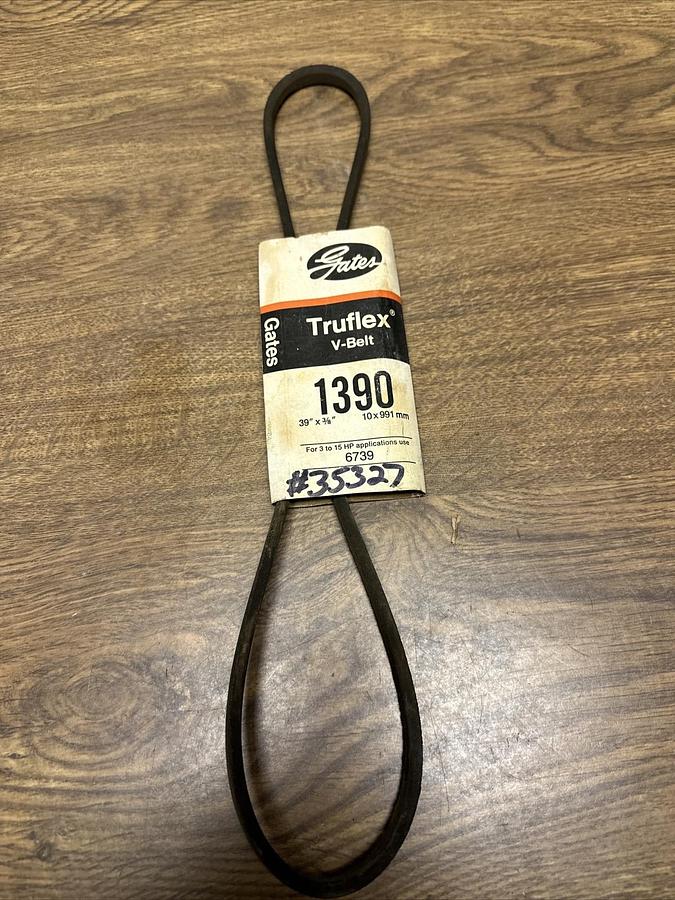 Gates
Truflex®
V-Belt
Gates
1390
39" x 3/8" 10 x 991 mm
For 3 to 15 HP applications use
6739
#35327